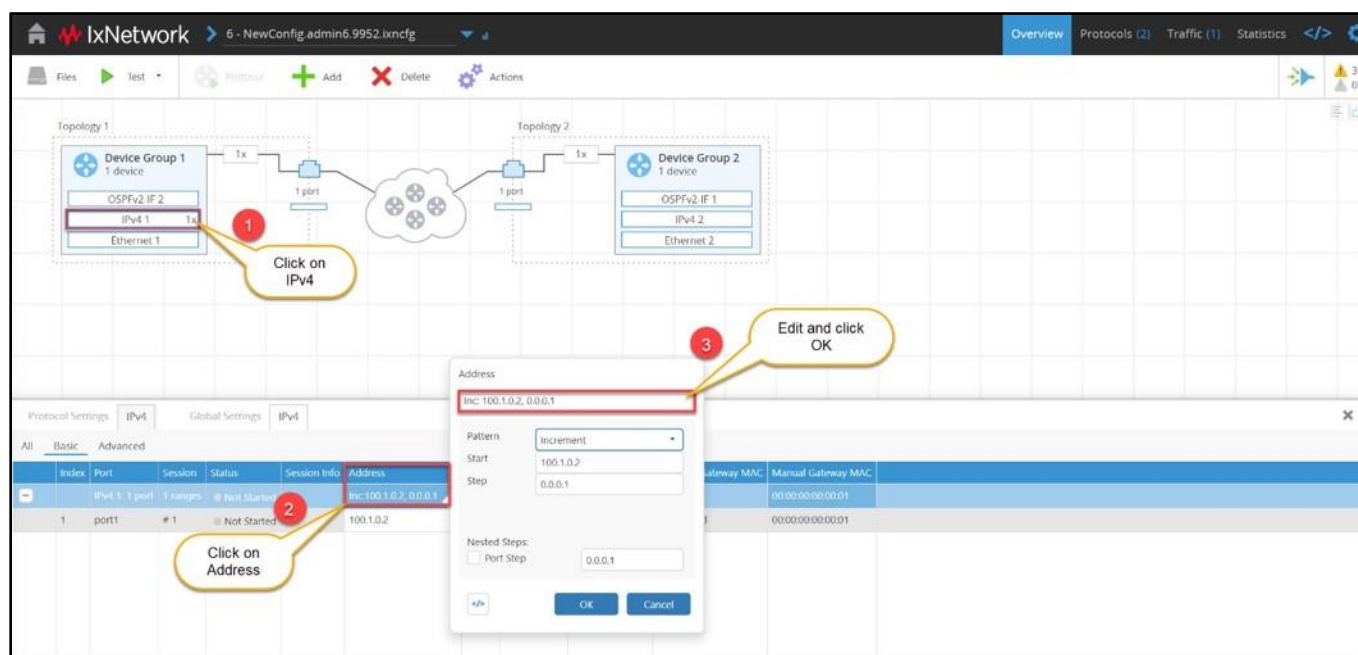 IxNetwork
6 - NewConfig.admin6.9952.ixncfg
Overview
Protocols (2)
Traffic (1)
Statistics
</>
Files
Test
Protocol
Add
Delete
Actions
3
0
Topology 1
Topology 2
Device Group 1
1 device
OSPFv2 IF 2
IPv4 1 1x
Ethernet 1
1x
1 port
1x
1 port
Device Group 2
1 device
OSPFv2 IF 1
IPv4 2
Ethernet 2
1
Click on
IPv4
3
Edit and click
OK
Protocol Settings IPv4 Global Settings IPv4
All Basic Advanced
Index Port Session Status Session Info Address
Gateway MAC Manual Gateway MAC
IPv4 1: 1 port 1 ranges Not Started Inc:100.1.0.2, 0.0.0.1
00:00:00:00:00:01
1 port1 # 1 Not Started 100.1.0.2
00:00:00:00:00:01
2
Click on
Address
Address
Inc: 100.1.0.2, 0.0.0.1
Pattern Increment
Start 100.1.0.2
Step 0.0.0.1
Nested Steps:
Port Step 0.0.0.1
</>
OK
Cancel